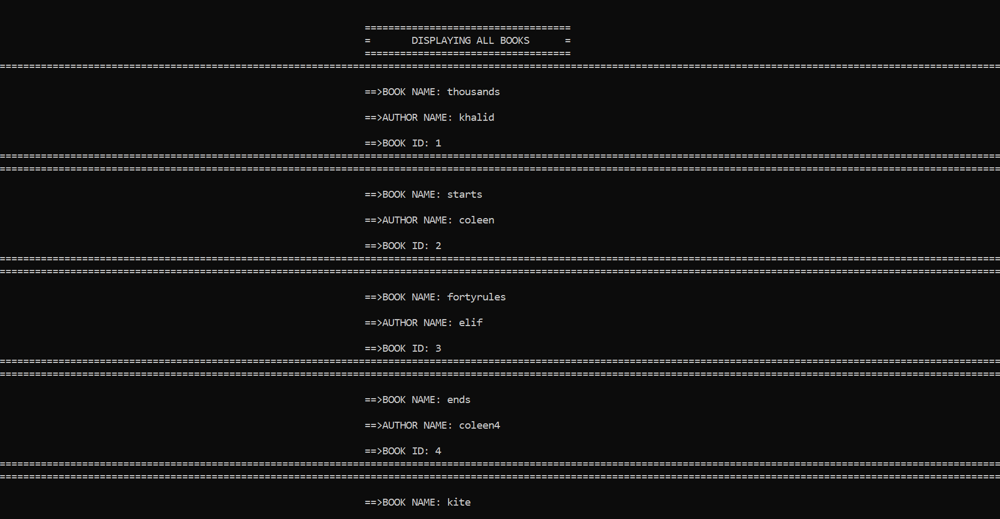 ===================================
=       DISPLAYING ALL BOOKS      =
===================================
==========================================================================================================================================================================
==>BOOK NAME: thousands
==>AUTHOR NAME: khalid
==>BOOK ID: 1
==========================================================================================================================================================================
==========================================================================================================================================================================
==>BOOK NAME: starts
==>AUTHOR NAME: coleen
==>BOOK ID: 2
==========================================================================================================================================================================
==========================================================================================================================================================================
==>BOOK NAME: fortyrules
==>AUTHOR NAME: elif
==>BOOK ID: 3
==========================================================================================================================================================================
==========================================================================================================================================================================
==>BOOK NAME: ends
==>AUTHOR NAME: coleen4
==>BOOK ID: 4
==========================================================================================================================================================================
==========================================================================================================================================================================
==>BOOK NAME: kite